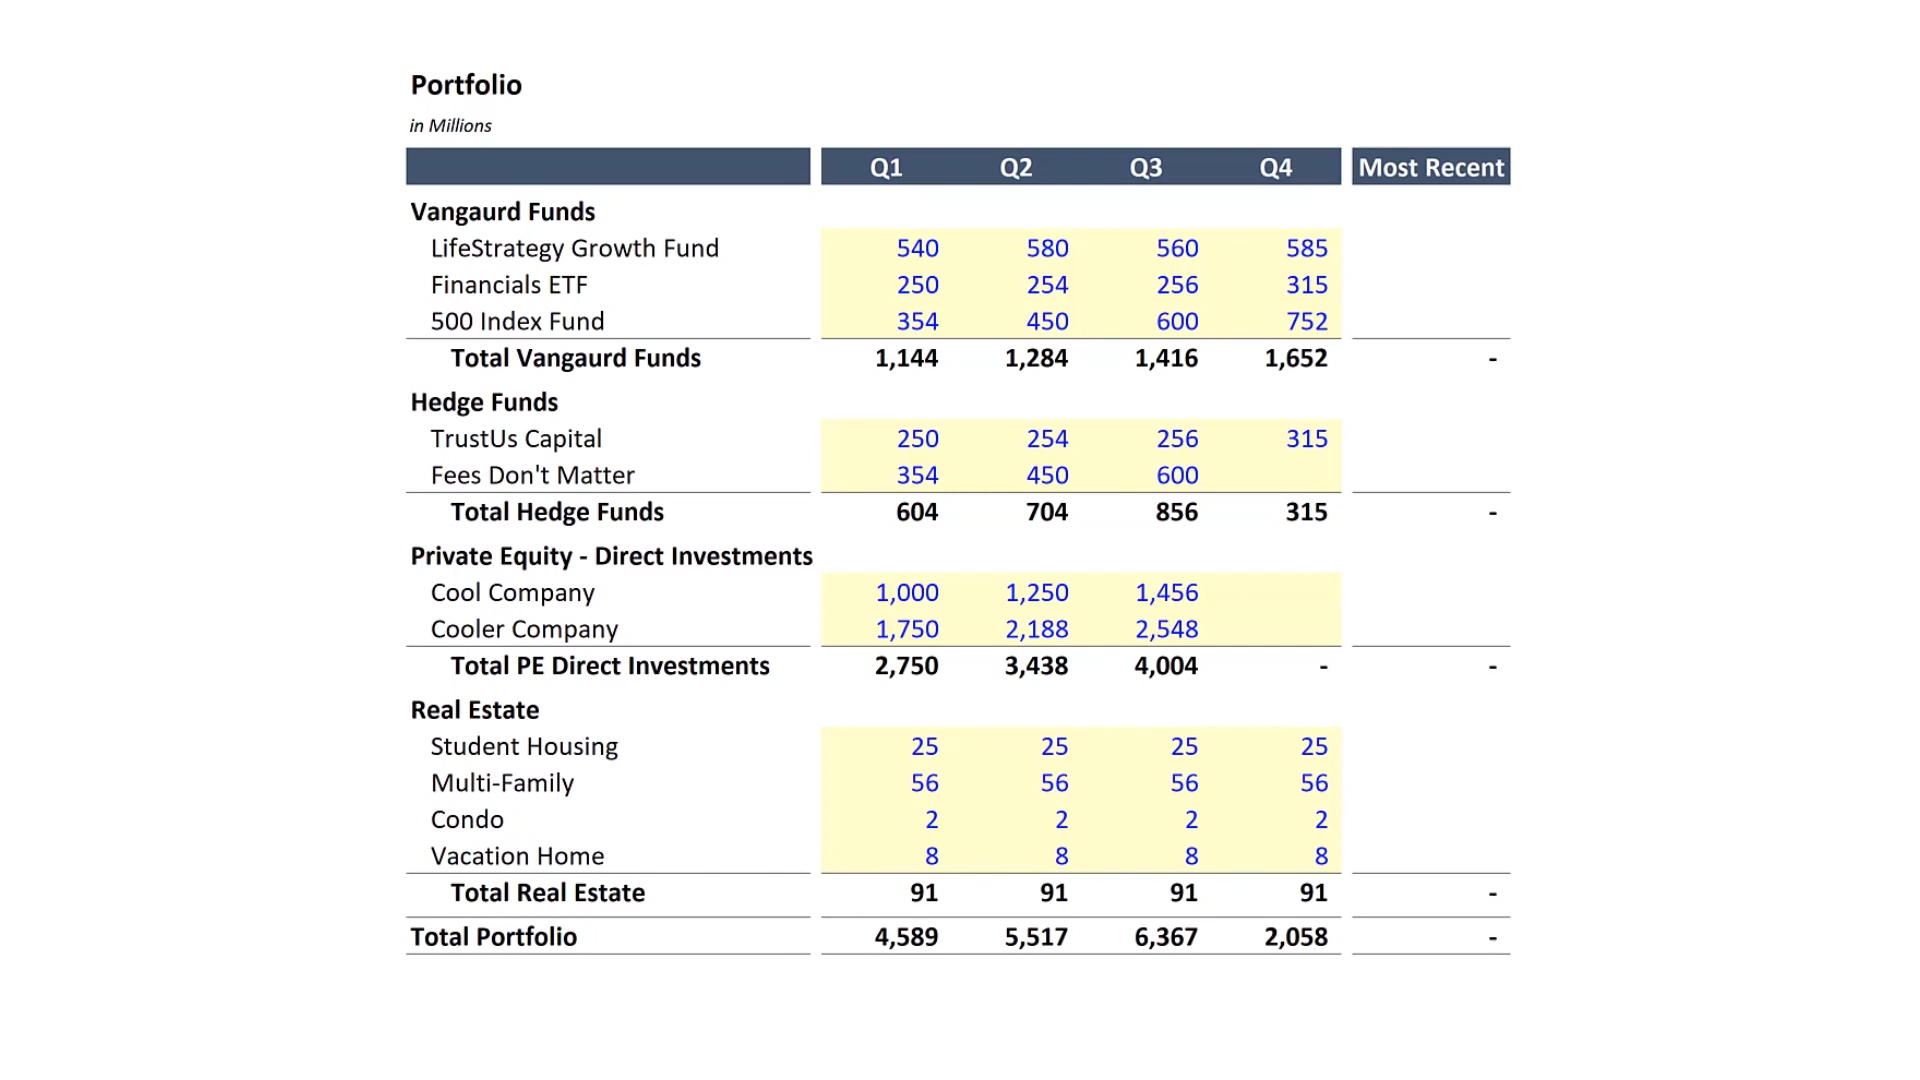 Portfolio
in Millions
Q1 Q2 Q3 Q4 Most Recent
Vangaurd Funds
LifeStrategy Growth Fund 540 580 560 585
Financials ETF 250 254 256 315
500 Index Fund 354 450 600 752
Total Vangaurd Funds 1,144 1,284 1,416 1,652 -
Hedge Funds
TrustUs Capital 250 254 256 315
Fees Don't Matter 354 450 600
Total Hedge Funds 604 704 856 315 -
Private Equity - Direct Investments
Cool Company 1,000 1,250 1,456
Cooler Company 1,750 2,188 2,548
Total PE Direct Investments 2,750 3,438 4,004 - -
Real Estate
Student Housing 25 25 25 25
Multi-Family 56 56 56 56
Condo 2 2 2 2
Vacation Home 8 8 8 8
Total Real Estate 91 91 91 91 -
Total Portfolio 4,589 5,517 6,367 2,058 -